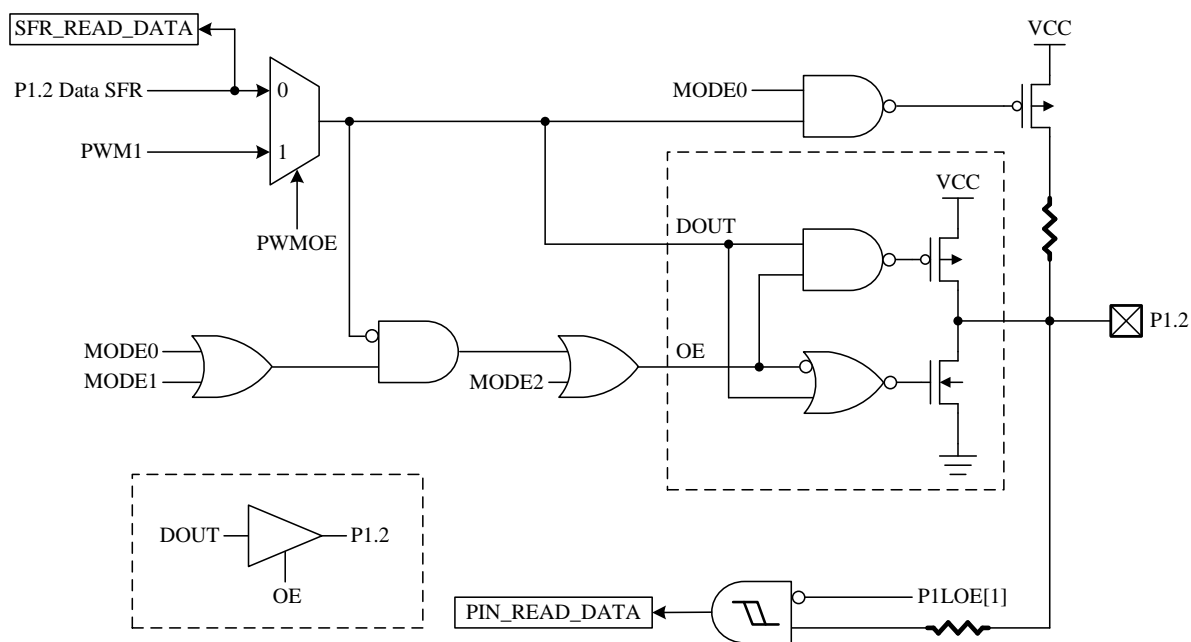 SFR_READ_DATA
VCC
P1.2 Data SFR
0
MODE0
PWM1
1
VCC
DOUT
PWMOE
P1.2
MODE0
OE
MODE1
MODE2
DOUT
P1.2
OE
P1LOE[1]
PIN_READ_DATA